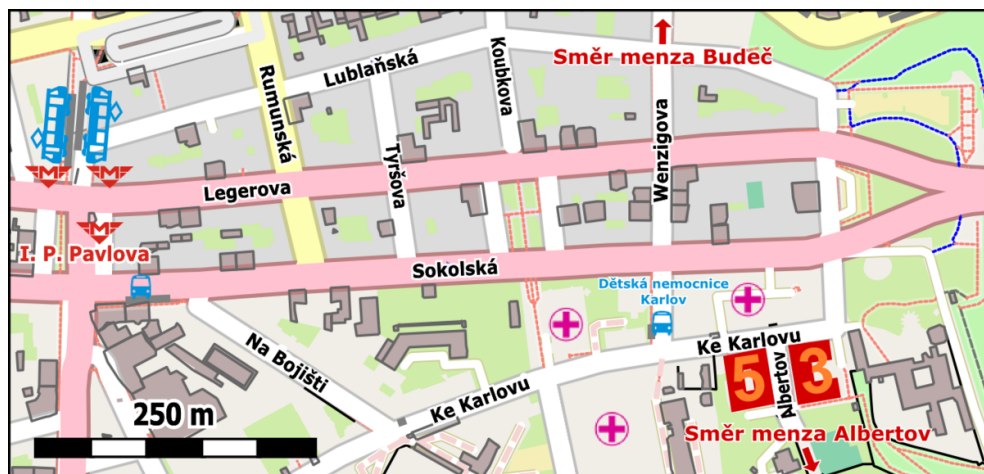 Směr menza Budeč
Lublaňská
Koubkova
Rumunská
Wenzigova
Tyršova
M
M
Legerova
M
I. P. Pavlova
Sokolská
Dětská nemocnice
Karlov
Na Bojišti
Ke Karlovu
Ke Karlovu
5
Albertov
3
250 m
Směr menza Albertov